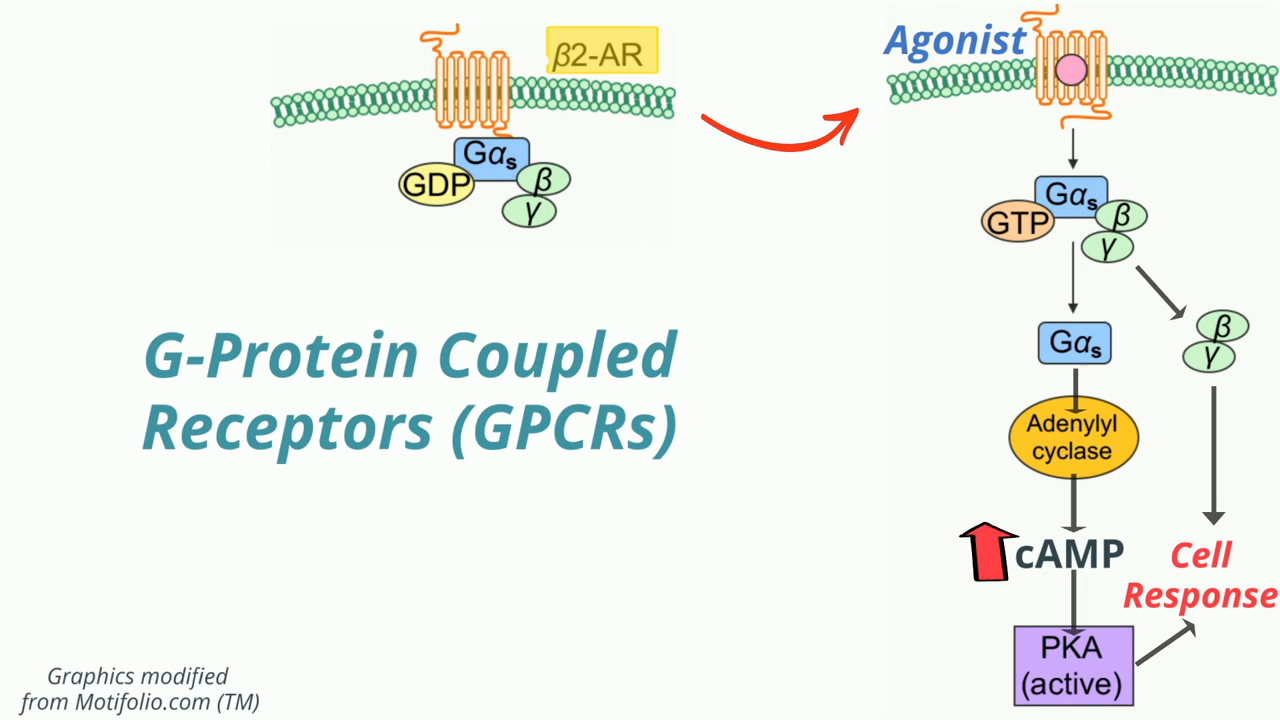 β2-AR
Gαs
GDP
β
γ
Agonist
Gαs
GTP
β
γ
Gαs
β
γ
Adenylyl
cyclase
cAMP
Cell
Response
PKA
(active)
G-Protein Coupled
Receptors (GPCRs)
Graphics modified
from Motifolio.com (TM)